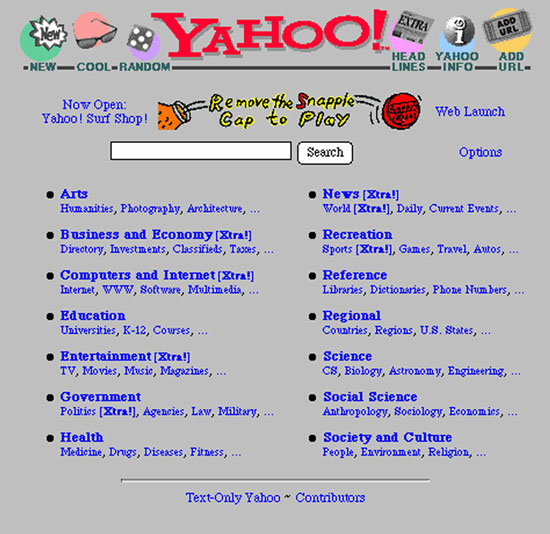 New
YAHOO!
EXTRA
i
ADD URL
NEW COOL RANDOM
HEAD LINES
YAHOO INFO
ADD URL
Now Open:
Yahoo! Surf Shop!
Remove the Snapple
Cap to Play
Web Launch
Search
Options
Arts
Humanities, Photography, Architecture, ...
Business and Economy [Xtra!]
Directory, Investments, Classifieds, Taxes, ...
Computers and Internet [Xtra!]
Internet, WWW, Software, Multimedia, ...
Education
Universities, K-12, Courses, ...
Entertainment [Xtra!]
TV, Movies, Music, Magazines, ...
Government
Politics [Xtra!], Agencies, Law, Military, ...
Health
Medicine, Drugs, Diseases, Fitness, ...
News [Xtra!]
World [Xtra!], Daily, Current Events, ...
Recreation
Sports [Xtra!], Games, Travel, Autos, ...
Reference
Libraries, Dictionaries, Phone Numbers, ...
Regional
Countries, Regions, U.S. States, ...
Science
CS, Biology, Astronomy, Engineering, ...
Social Science
Anthropology, Sociology, Economics, ...
Society and Culture
People, Environment, Religion, ...
Text-Only Yahoo ~ Contributors